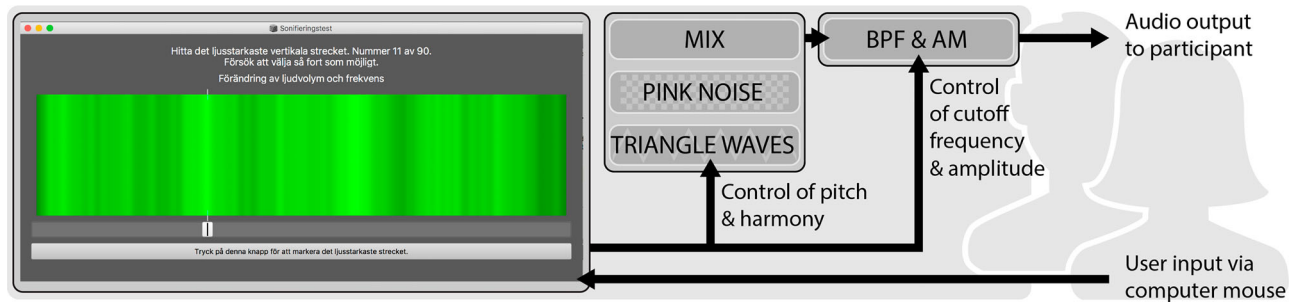 Sonifieringstest
Hitta det ljusstarkaste vertikala strecket. Nummer 11 av 90.
Försök att välja så fort som möjligt.
Förändring av ljudvolym och frekvens
Tryck på denna knapp för att markera det ljusstarkaste strecket.
MIX
PINK NOISE
TRIANGLE WAVES
Control of pitch
& harmony
BPF & AM
Control
of cutoff
frequency
& amplitude
Audio output
to participant
User input via
computer mouse